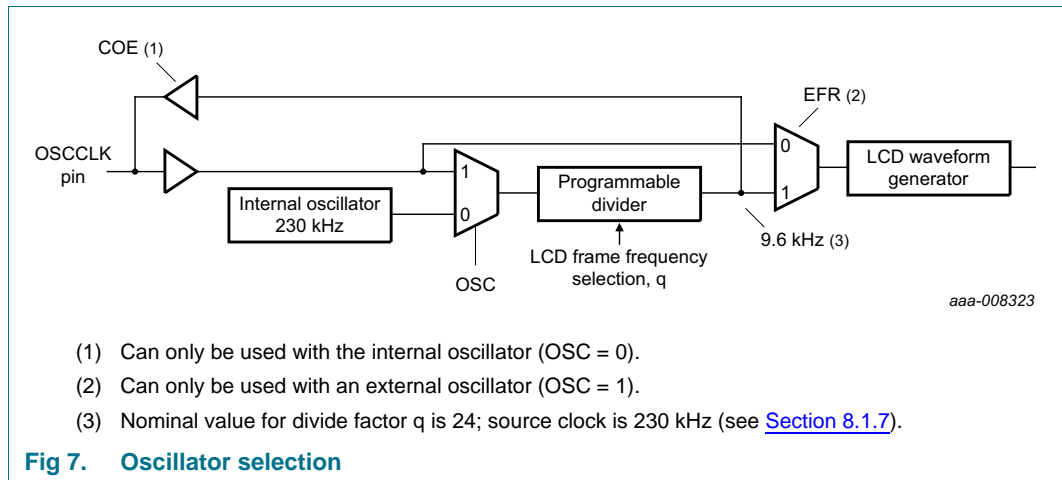 COE (1)
EFR (2)
OSCCLK
pin
0
1
LCD waveform
generator
1
0
Programmable
divider
Internal oscillator
230 kHz
9.6 kHz (3)
LCD frame frequency
selection, q
OSC
aaa-008323
(1) Can only be used with the internal oscillator (OSC = 0).
(2) Can only be used with an external oscillator (OSC = 1).
(3) Nominal value for divide factor q is 24; source clock is 230 kHz (see Section 8.1.7).
Fig 7. Oscillator selection